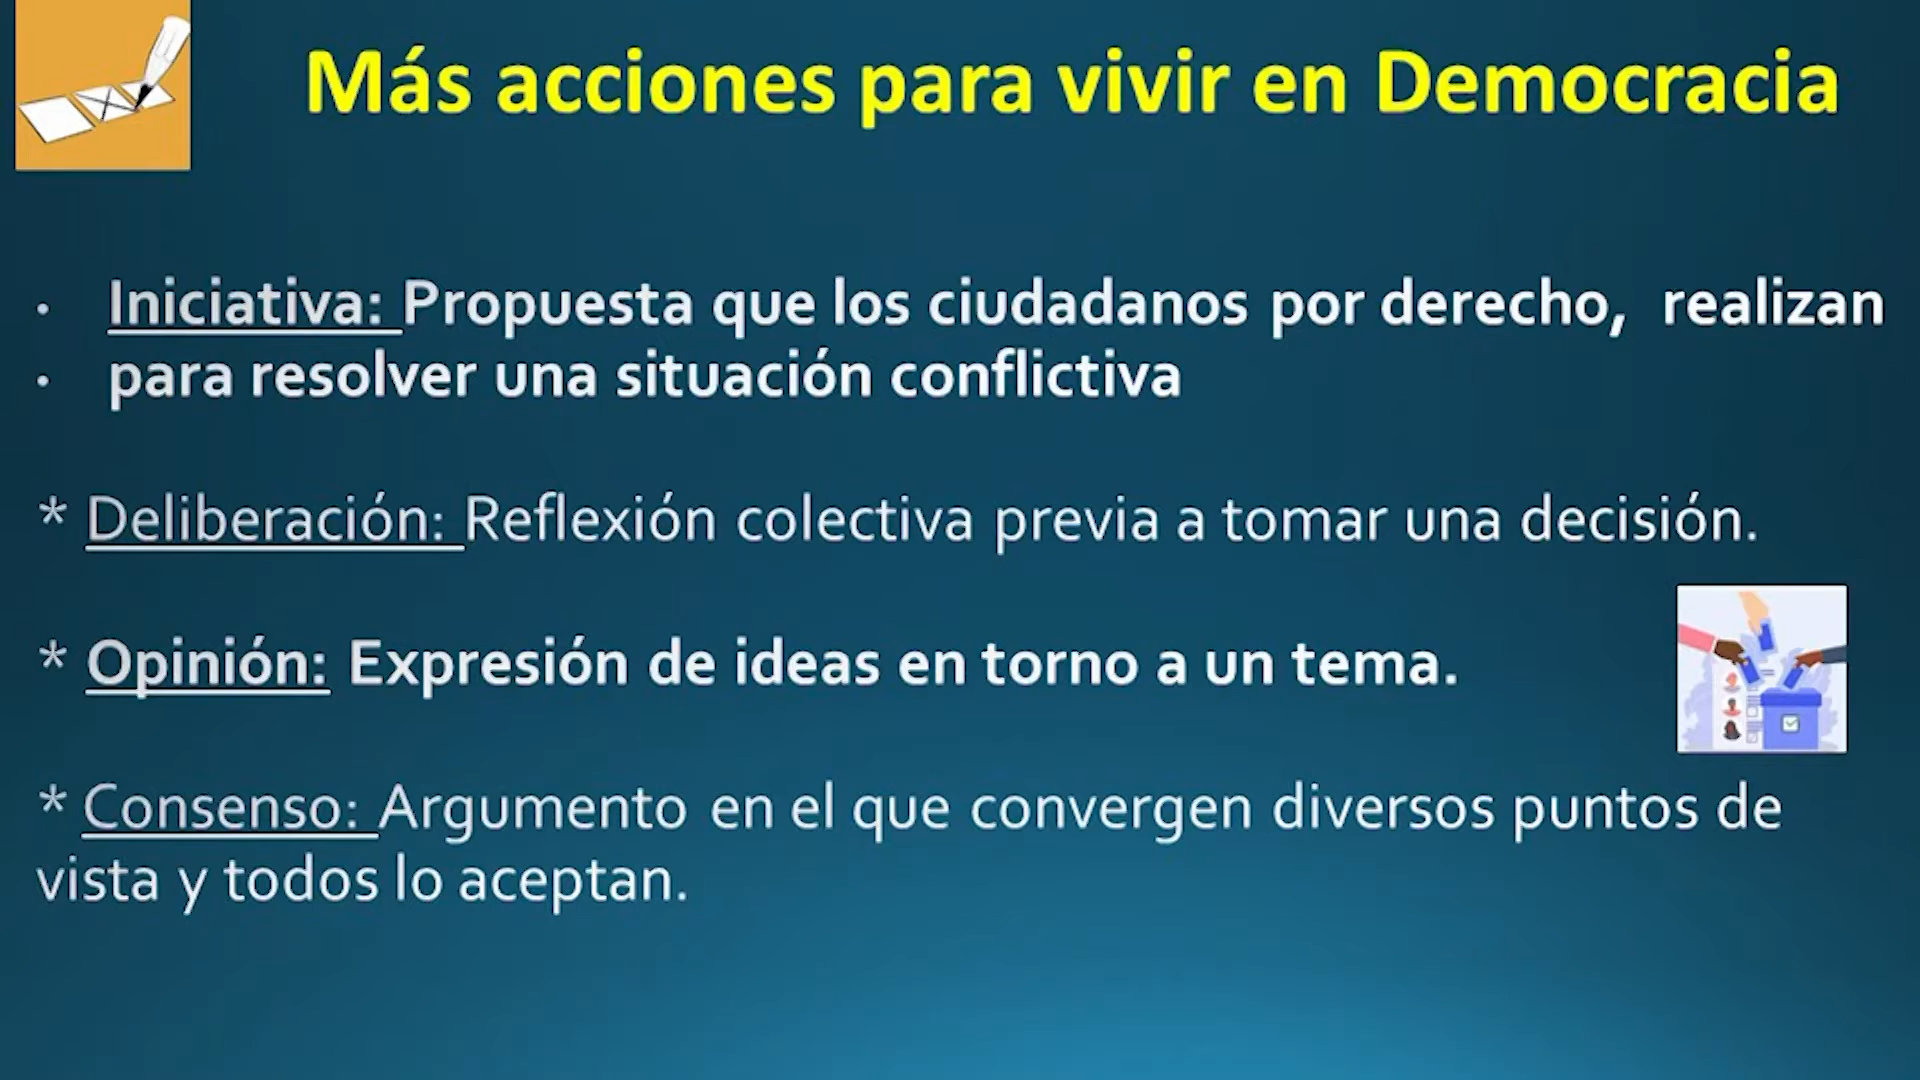 Más acciones para vivir en Democracia
• Iniciativa: Propuesta que los ciudadanos por derecho, realizan
• para resolver una situación conflictiva
* Deliberación: Reflexión colectiva previa a tomar una decisión.
* Opinión: Expresión de ideas en torno a un tema.
* Consenso: Argumento en el que convergen diversos puntos de
vista y todos lo aceptan.